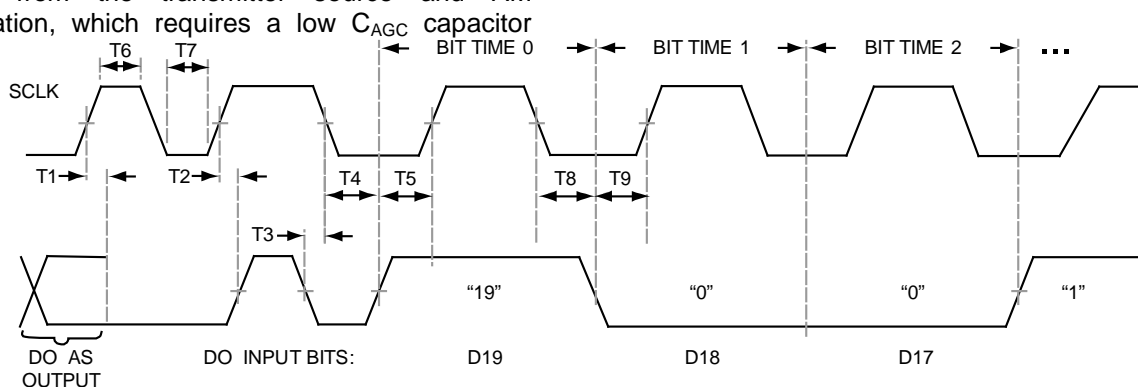 from the transmitter source and
ation, which requires a low CAGC capacitor
T6 T7 BIT TIME 0 BIT TIME 1 BIT TIME 2 ...
SCLK
T1 T2 T4 T5 T8 T9
T3
"19" "0" "0" "1"
DO AS OUTPUT
DO INPUT BITS: D19 D18 D17